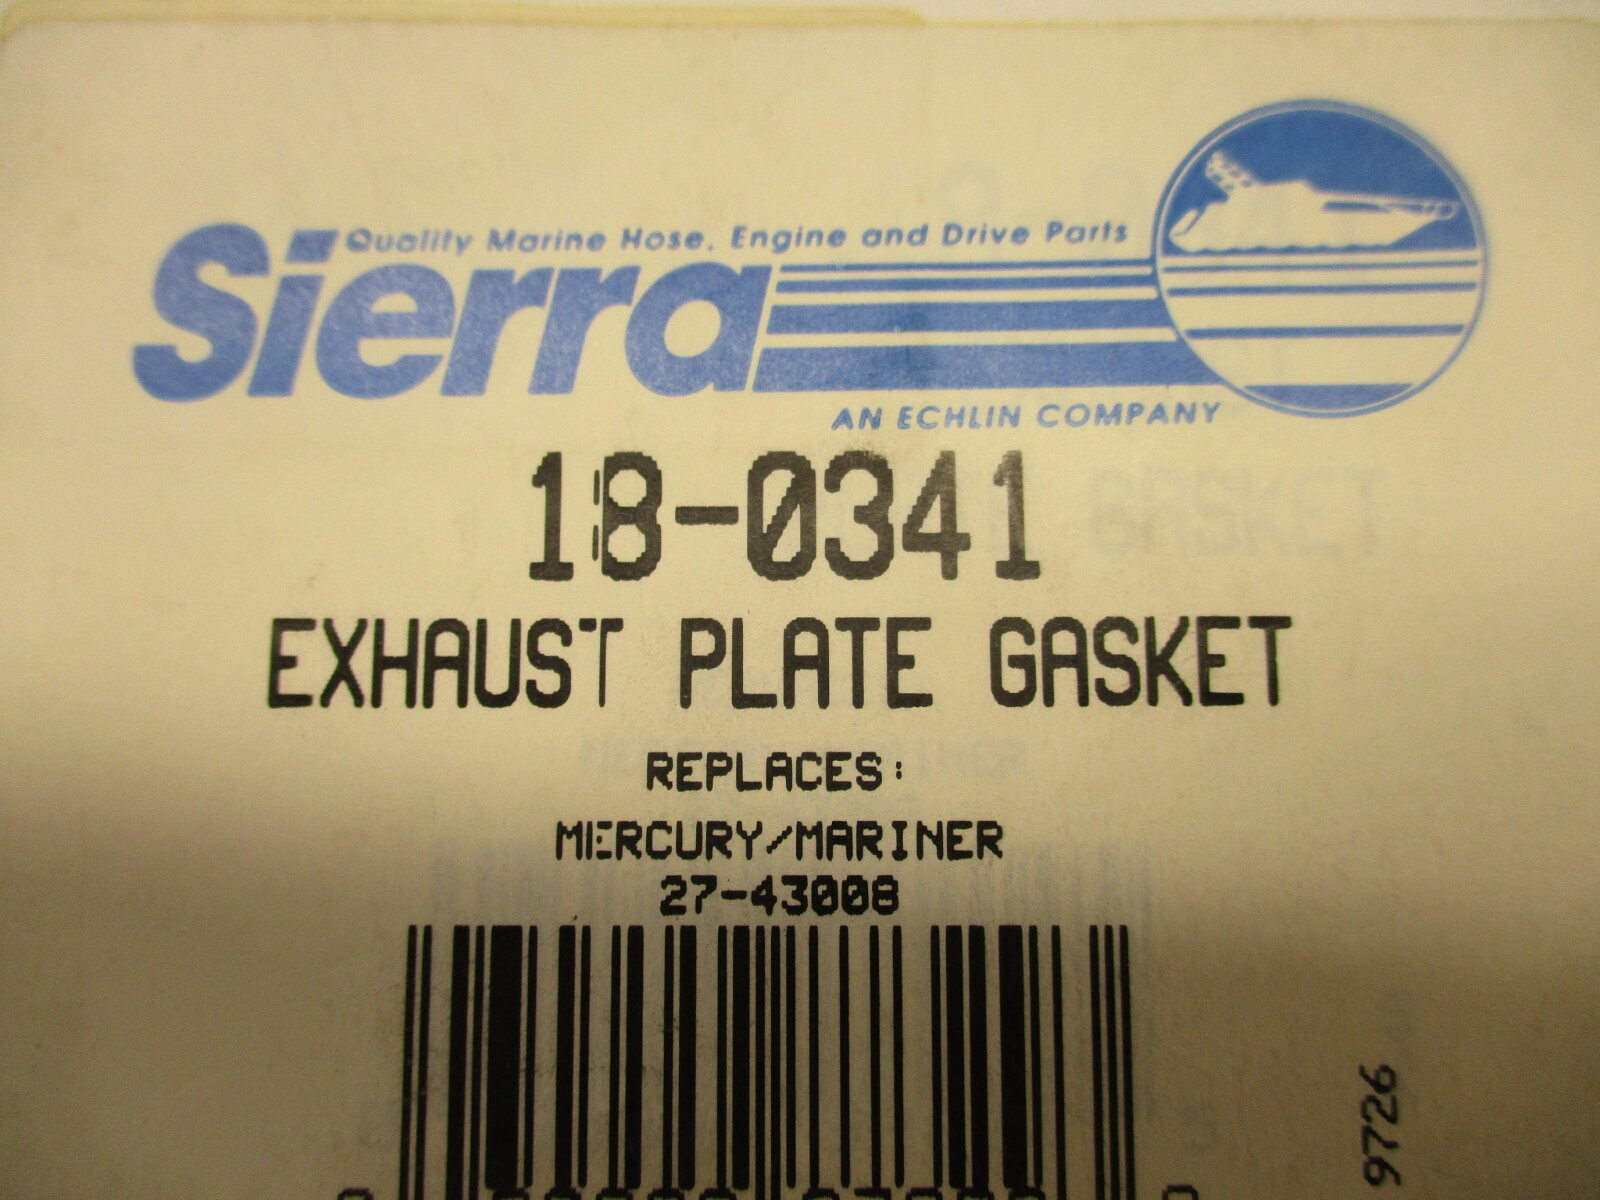 Quality Marine Hose, Engine and Drive Parts
Sierra
AN ECHLIN COMPANY
18-0341
EXHAUST PLATE GASKET
REPLACES:
MERCURY/MARINER
27-43008
9726